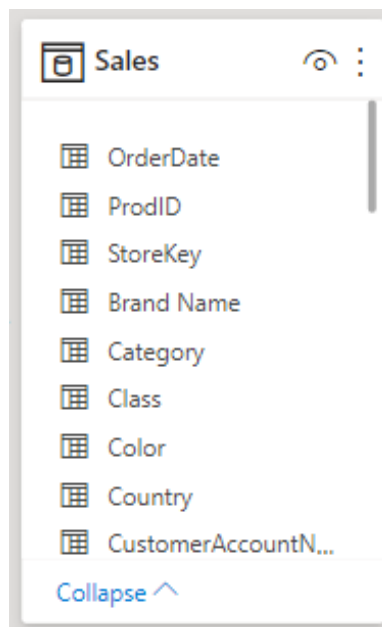 Sales
OrderDate
ProdID
StoreKey
Brand Name
Category
Class
Color
Country
CustomerAccountN...
Collapse